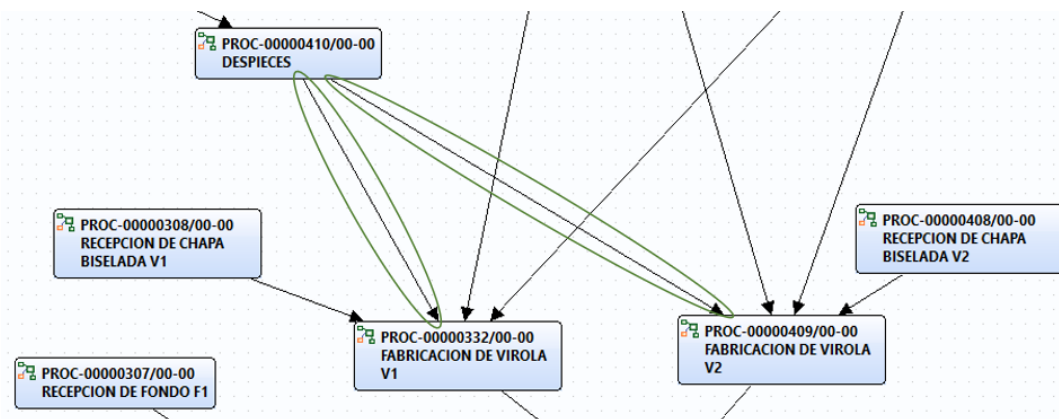 PROC-00000410/00-00
DESPIECES
PROC-00000308/00-00
RECEPCION DE CHAPA
BISELADA V1
PROC-00000408/00-00
RECEPCION DE CHAPA
BISELADA V2
PROC-00000332/00-00
FABRICACION DE VIROLA
V1
PROC-00000409/00-00
FABRICACION DE VIROLA
V2
PROC-00000307/00-00
RECEPCION DE FONDO F1